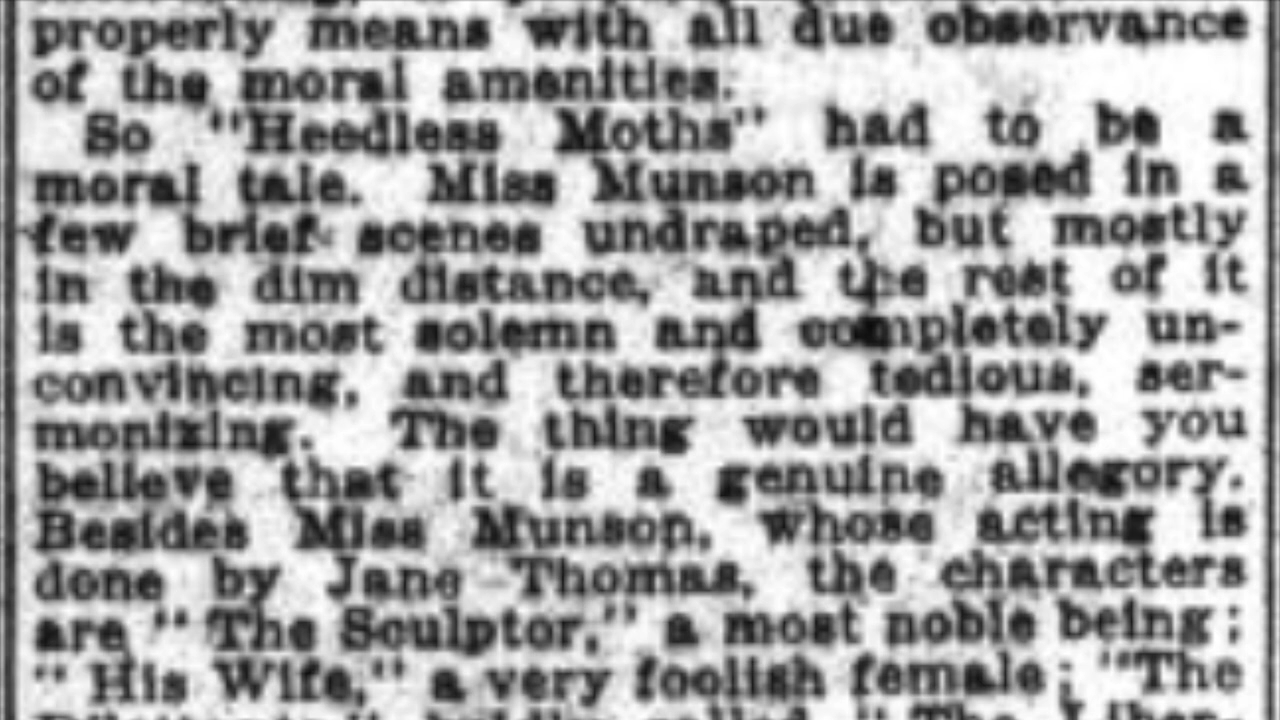 properly means with all due observance
of the moral amenities.
So "Heedless Moths" had to be a
moral tale. Miss Munson is posed in a
few brief scenes undraped, but mostly
in the dim distance, and the rest of it
is the most solemn and completely un-
convincing, and therefore tedious, ser-
monizing. The thing would have you
believe that it is a genuine allegory.
Besides Miss Munson, whose acting is
done by Jane Thomas, the characters
are "The Sculptor," a most noble being;
"His Wife," a very foolish female; "The